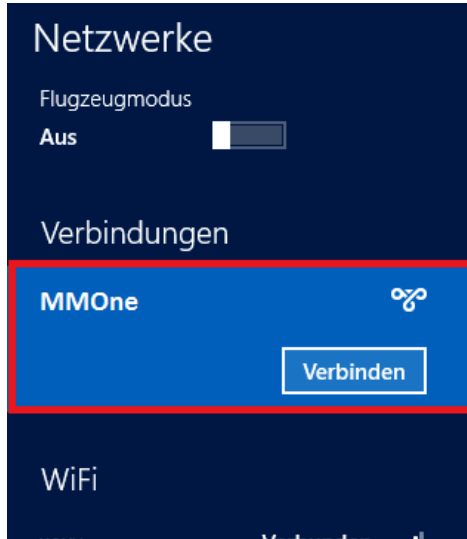 Netzwerke
Flugzeugmodus
Aus
Verbindungen
MMOne
Verbinden
WiFi